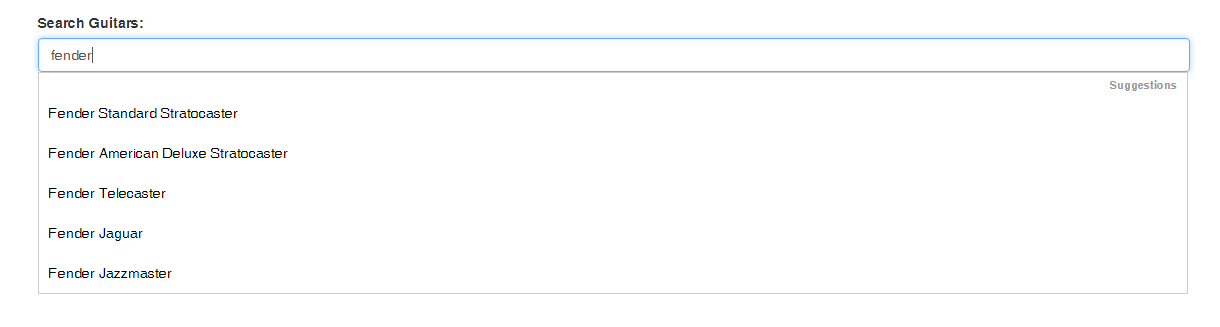 Search Guitars:
fender
Suggestions
Fender Standard Stratocaster
Fender American Deluxe Stratocaster
Fender Telecaster
Fender Jaguar
Fender Jazzmaster